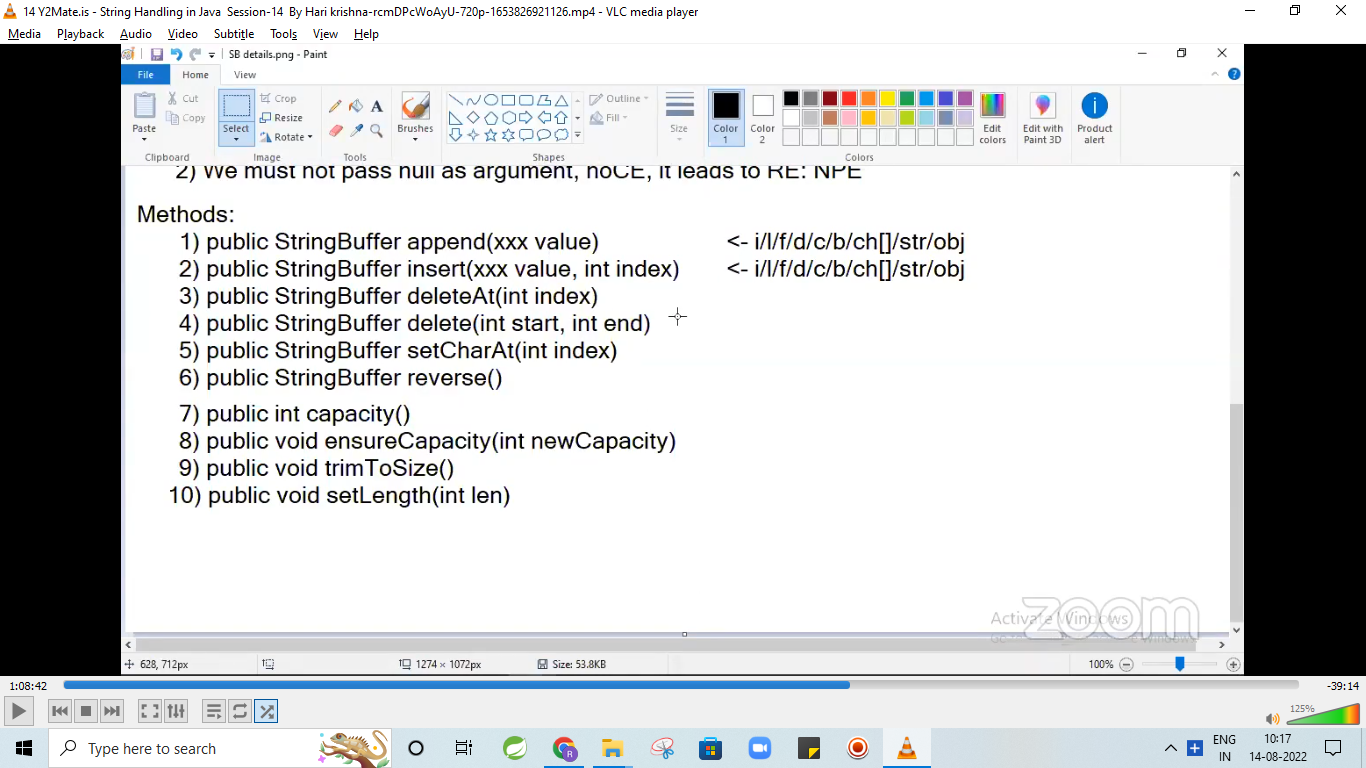 14 Y2Mate.is - String Handling in Java Session-14 By Hari krishna-rcmDPcWoAyU-720p-1653826921126.mp4 - VLC media player
Media Playback Audio Video Subtitle Tools View Help
SB details.png - Paint
File Home View
Paste Cut Copy
Select Crop Resize Rotate
Brushes
Outline Fill
Size
Color 1
Color 2
Edit colors
Edit with Paint 3D
Product alert
Clipboard Image Tools Shapes Colors
2) We must not pass null as argument, noCE, it leads to RE: NPE
Methods:
1) public StringBuffer append(xxx value) <- i/l/f/d/c/b/ch[]/str/obj
2) public StringBuffer insert(xxx value, int index) <- i/l/f/d/c/b/ch[]/str/obj
3) public StringBuffer deleteAt(int index)
4) public StringBuffer delete(int start, int end)
5) public StringBuffer setCharAt(int index)
6) public StringBuffer reverse()
7) public int capacity()
8) public void ensureCapacity(int newCapacity)
9) public void trimToSize()
10) public void setLength(int len)
Activate Windows
zoom
628, 712px 1274 × 1072px Size: 53.8KB 100%
1:08:42 -39:14
125%
Type here to search
ENG
IN
10:17
14-08-2022